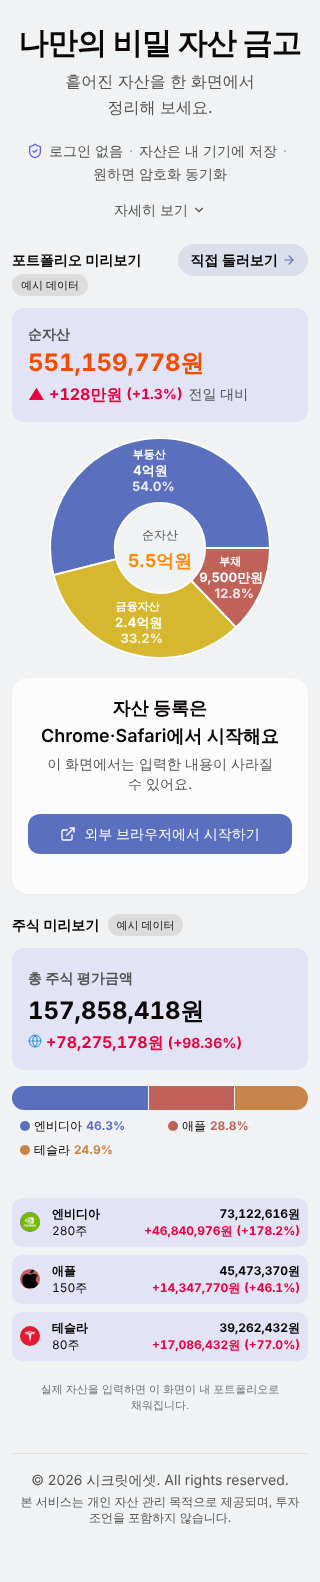 나만의 비밀 자산 금고
흩어진 자산을 한 화면에서
정리해 보세요.
로그인 없음 · 자산은 내 기기에 저장 ·
원하면 암호화 동기화
자세히 보기
포트폴리오 미리보기
직접 둘러보기
예시 데이터
순자산
551,159,778원
▲ +128만원 (+1.3%) 전일 대비
부동산
4억원
54.0%
순자산
5.5억원
부채
9,500만원
12.8%
금융자산
2.4억원
33.2%
자산 등록은
Chrome·Safari에서 시작해요
이 화면에서는 입력한 내용이 사라질
수 있어요.
외부 브라우저에서 시작하기
주식 미리보기 예시 데이터
총 주식 평가금액
157,858,418원
+78,275,178원 (+98.36%)
엔비디아 46.3% 애플 28.8%
테슬라 24.9%
엔비디아 73,122,616원
280주 +46,840,976원 (+178.2%)
애플 45,473,370원
150주 +14,347,770원 (+46.1%)
테슬라 39,262,432원
80주 +17,086,432원 (+77.0%)
실제 자산을 입력하면 이 화면이 내 포트폴리오로
채워집니다.
© 2026 시크릿에셋. All rights reserved.
본 서비스는 개인 자산 관리 목적으로 제공되며, 투자
조언을 포함하지 않습니다.